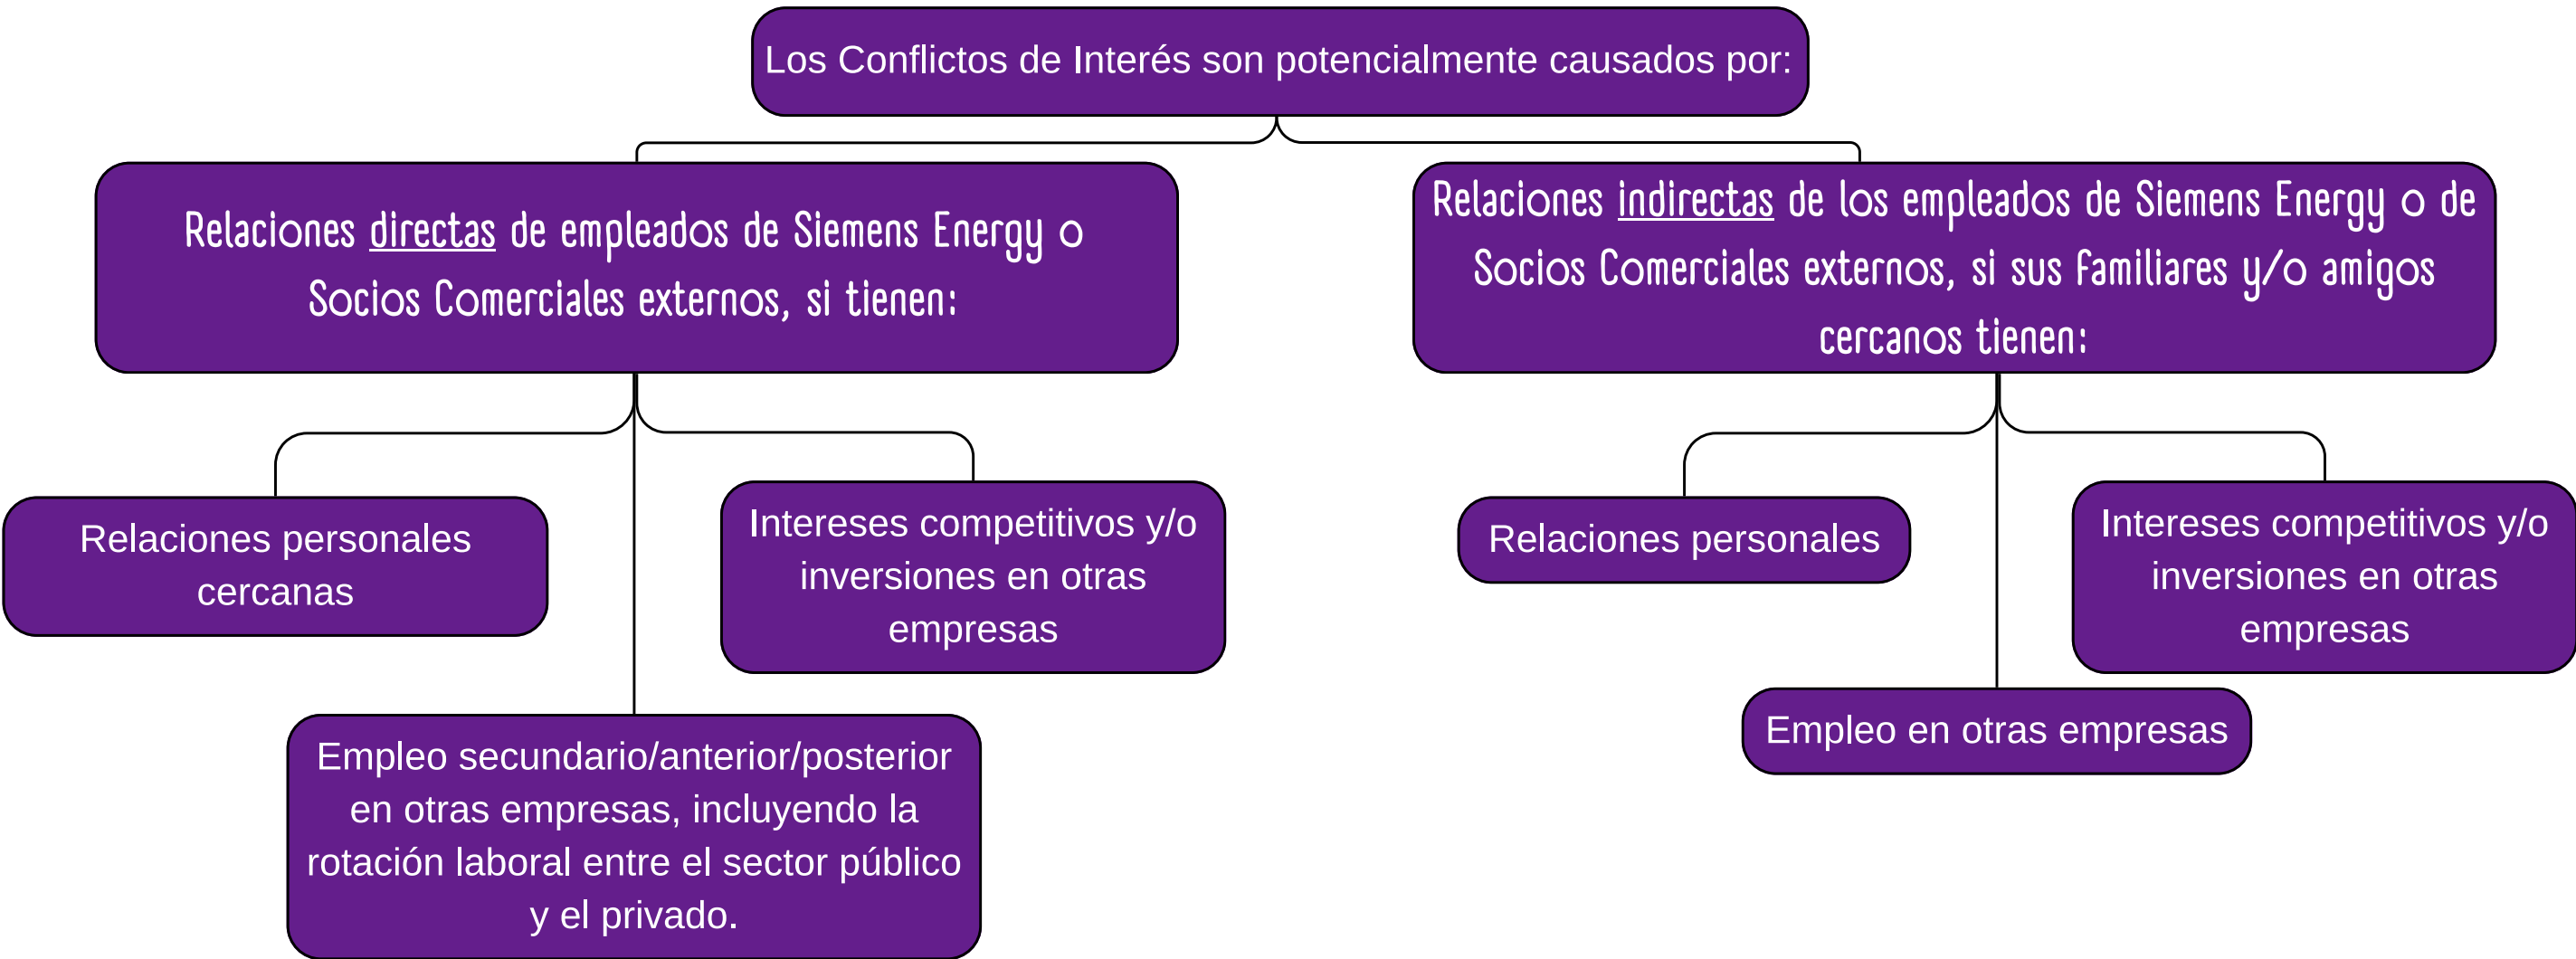 Los Conflictos de Interés son potencialmente causados por:
Relaciones directas de empleados de Siemens Energy o
Socios Comerciales externos, si tienen:
Relaciones indirectas de los empleados de Siemens Energy o de
Socios Comerciales externos, si sus familiares y/o amigos
cercanos tienen:
Relaciones personales
cercanas
Intereses competitivos y/o
inversiones en otras
empresas
Empleo secundario/anterior/posterior
en otras empresas, incluyendo la
rotación laboral entre el sector público
y el privado.
Relaciones personales
Intereses competitivos y/o
inversiones en otras
empresas
Empleo en otras empresas